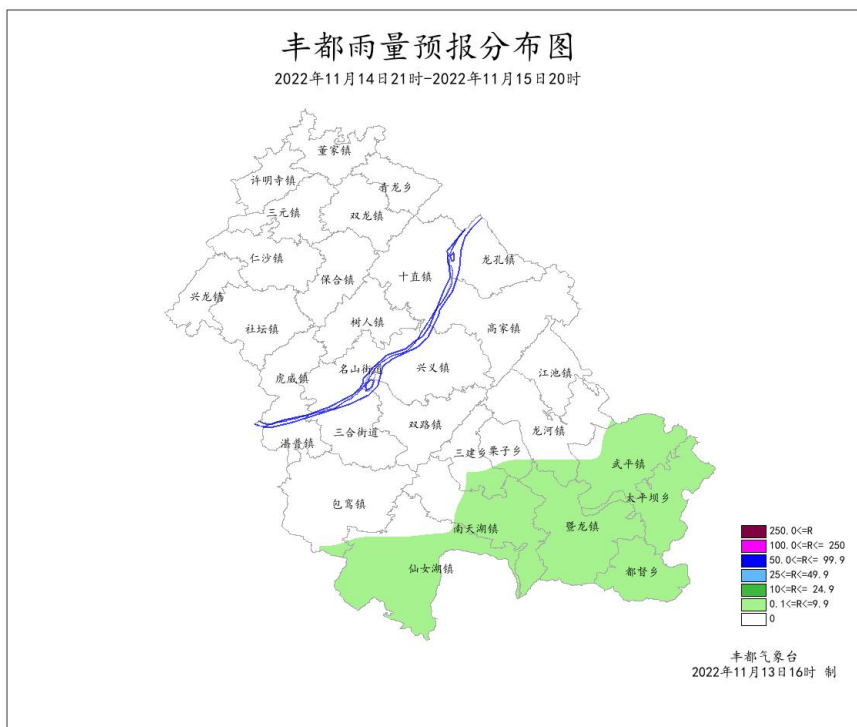 丰都雨量预报分布图
2022年11月14日21时-2022年11月15日20时
董家镇
许明寺镇
青龙乡
三元镇
双龙镇
仁沙镇
龙孔镇
保合镇
十直镇
兴龙镇
树人镇
社坛镇
高家镇
名山街道
兴义镇
虎威镇
江池镇
三合街道
双路镇
龙河镇
湛普镇
三建乡
栗子乡
武平镇
太平坝乡
包鸾镇
南天湖镇
暨龙镇
仙女湖镇
都督乡
250.0<=R
100.0<=R<= 250
50.0<=R<= 99.9
25<=R<=49.9
10<=R<= 24.9
0.1<=R<=9.9
0
丰都气象台
2022年11月13日16时 制